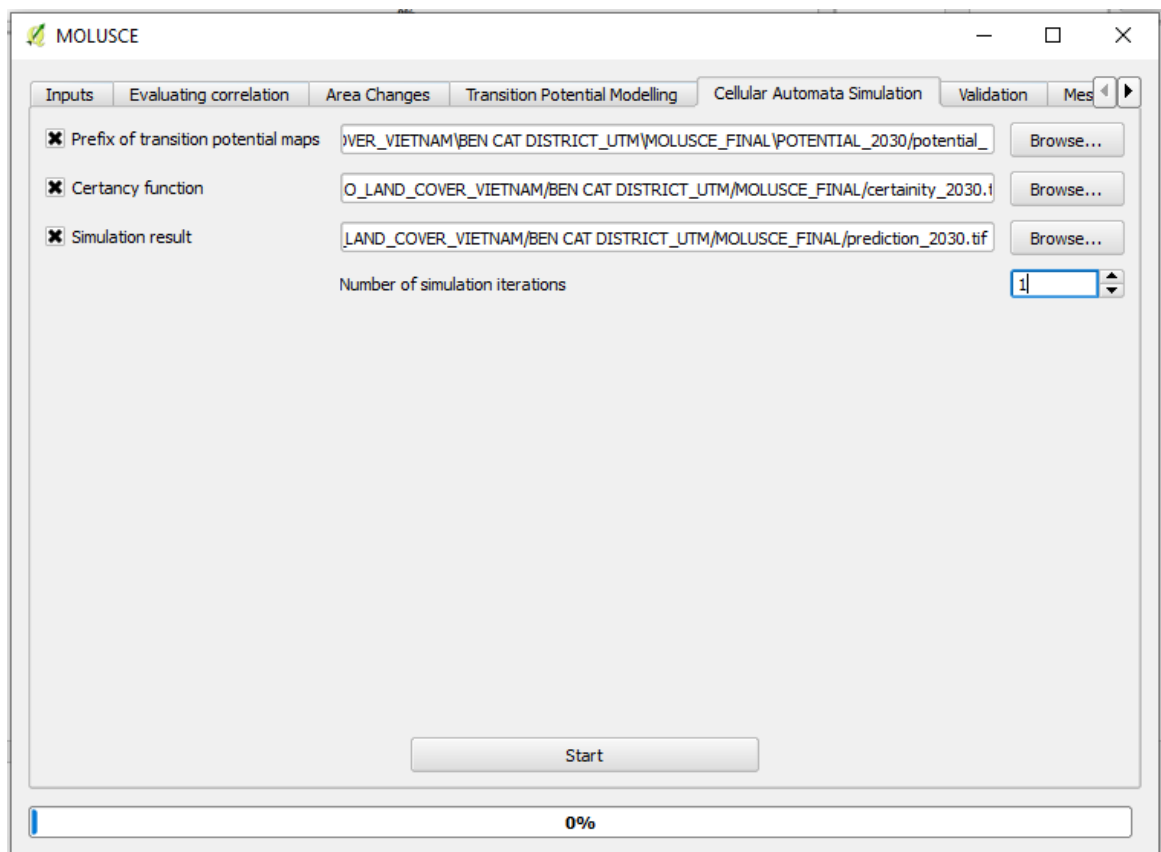 0%
MOLUSCE
Inputs Evaluating correlation Area Changes Transition Potential Modelling Cellular Automata Simulation Validation Mes
Prefix of transition potential maps )VER_VIETNAM\BEN CAT DISTRICT_UTM\MOLUSCE_FINAL\POTENTIAL_2030/potential_ Browse...
Certancy function O_LAND_COVER_VIETNAM/BEN CAT DISTRICT_UTM/MOLUSCE_FINAL/certainity_2030.t Browse...
Simulation result _LAND_COVER_VIETNAM/BEN CAT DISTRICT_UTM/MOLUSCE_FINAL/prediction_2030.tif Browse...
Number of simulation iterations 1
Start
0%